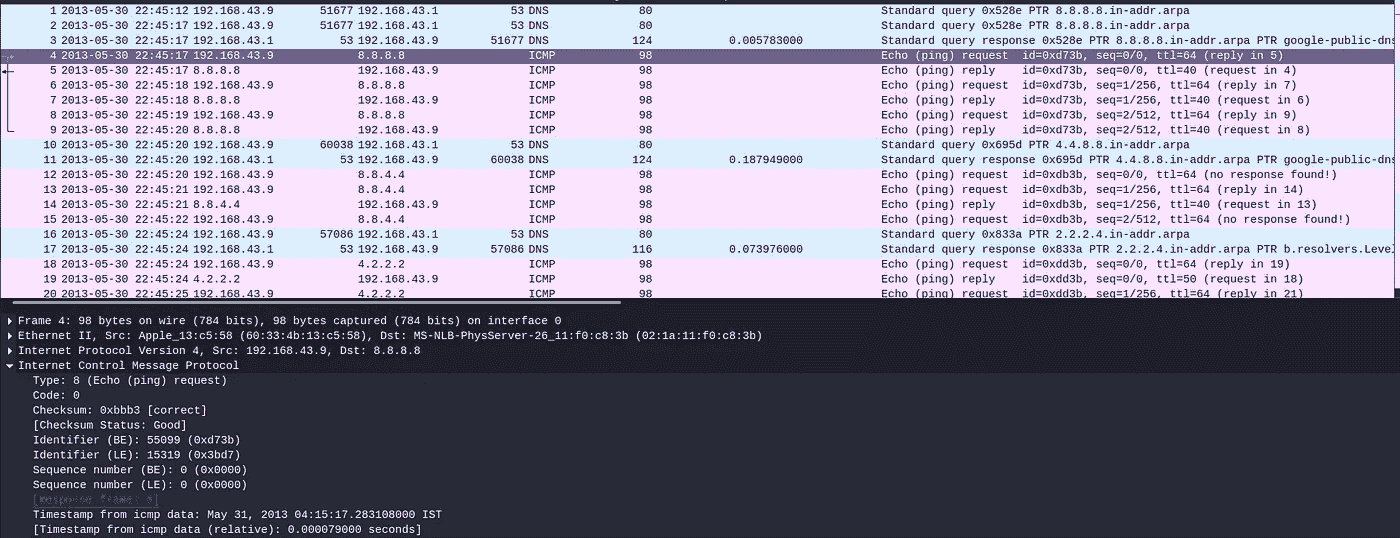 1 2013-05-30 22:45:12 192.168.43.9 51677 192.168.43.1 53 DNS 80 Standard query 0x528e PTR 8.8.8.8.in-addr.arpa
2 2013-05-30 22:45:17 192.168.43.9 51677 192.168.43.1 53 DNS 80 Standard query 0x528e PTR 8.8.8.8.in-addr.arpa
3 2013-05-30 22:45:17 192.168.43.1 53 192.168.43.9 51677 DNS 124 0.005783000 Standard query response 0x528e PTR 8.8.8.8.in-addr.arpa PTR google-public-dns
4 2013-05-30 22:45:17 192.168.43.9 8.8.8.8 ICMP 98 Echo (ping) request id=0xd73b, seq=0/0, ttl=64 (reply in 5)
5 2013-05-30 22:45:17 8.8.8.8 192.168.43.9 ICMP 98 Echo (ping) reply id=0xd73b, seq=0/0, ttl=40 (request in 4)
6 2013-05-30 22:45:18 192.168.43.9 8.8.8.8 ICMP 98 Echo (ping) request id=0xd73b, seq=1/256, ttl=64 (reply in 7)
7 2013-05-30 22:45:18 8.8.8.8 192.168.43.9 ICMP 98 Echo (ping) reply id=0xd73b, seq=1/256, ttl=40 (request in 6)
8 2013-05-30 22:45:19 192.168.43.9 8.8.8.8 ICMP 98 Echo (ping) request id=0xd73b, seq=2/512, ttl=64 (reply in 9)
9 2013-05-30 22:45:20 8.8.8.8 192.168.43.9 ICMP 98 Echo (ping) reply id=0xd73b, seq=2/512, ttl=40 (request in 8)
10 2013-05-30 22:45:20 192.168.43.9 60038 192.168.43.1 53 DNS 80 Standard query 0x695d PTR 4.4.8.8.in-addr.arpa
11 2013-05-30 22:45:20 192.168.43.1 53 192.168.43.9 60038 DNS 124 0.187949000 Standard query response 0x695d PTR 4.4.8.8.in-addr.arpa PTR google-public-dns
12 2013-05-30 22:45:20 192.168.43.9 8.8.4.4 ICMP 98 Echo (ping) request id=0xdb3b, seq=0/0, ttl=64 (no response found!)
13 2013-05-30 22:45:21 192.168.43.9 8.8.4.4 ICMP 98 Echo (ping) request id=0xdb3b, seq=1/256, ttl=64 (reply in 14)
14 2013-05-30 22:45:21 8.8.4.4 192.168.43.9 ICMP 98 Echo (ping) reply id=0xdb3b, seq=1/256, ttl=40 (request in 13)
15 2013-05-30 22:45:22 192.168.43.9 8.8.4.4 ICMP 98 Echo (ping) request id=0xdb3b, seq=2/512, ttl=64 (no response found!)
16 2013-05-30 22:45:24 192.168.43.9 57086 192.168.43.1 53 DNS 80 Standard query 0x833a PTR 2.2.2.4.in-addr.arpa
17 2013-05-30 22:45:24 192.168.43.1 53 192.168.43.9 57086 DNS 116 0.073976000 Standard query response 0x833a PTR 2.2.2.4.in-addr.arpa PTR b.resolvers.Leve
18 2013-05-30 22:45:24 192.168.43.9 4.2.2.2 ICMP 98 Echo (ping) request id=0xdd3b, seq=0/0, ttl=64 (reply in 19)
19 2013-05-30 22:45:24 4.2.2.2 192.168.43.9 ICMP 98 Echo (ping) reply id=0xdd3b, seq=0/0, ttl=50 (request in 18)
20 2013-05-30 22:45:25 192.168.43.9 4.2.2.2 ICMP 98 Echo (ping) request id=0xdd3b, seq=1/256, ttl=64 (reply in 21)
Frame 4: 98 bytes on wire (784 bits), 98 bytes captured (784 bits) on interface 0
Ethernet II, Src: Apple_13:c5:58 (60:33:4b:13:c5:58), Dst: MS-NLB-PhysServer-26_11:f0:c8:3b (02:1a:11:f0:c8:3b)
Internet Protocol Version 4, Src: 192.168.43.9, Dst: 8.8.8.8
Internet Control Message Protocol
Type: 8 (Echo (ping) request)
Code: 0
Checksum: 0xbbb3 [correct]
[Checksum Status: Good]
Identifier (BE): 55099 (0xd73b)
Identifier (LE): 15319 (0x3bd7)
Sequence number (BE): 0 (0x0000)
Sequence number (LE): 0 (0x0000)
Timestamp from icmp data: May 31, 2013 04:15:17.283108000 IST
[Timestamp from icmp data (relative): 0.000079000 seconds]